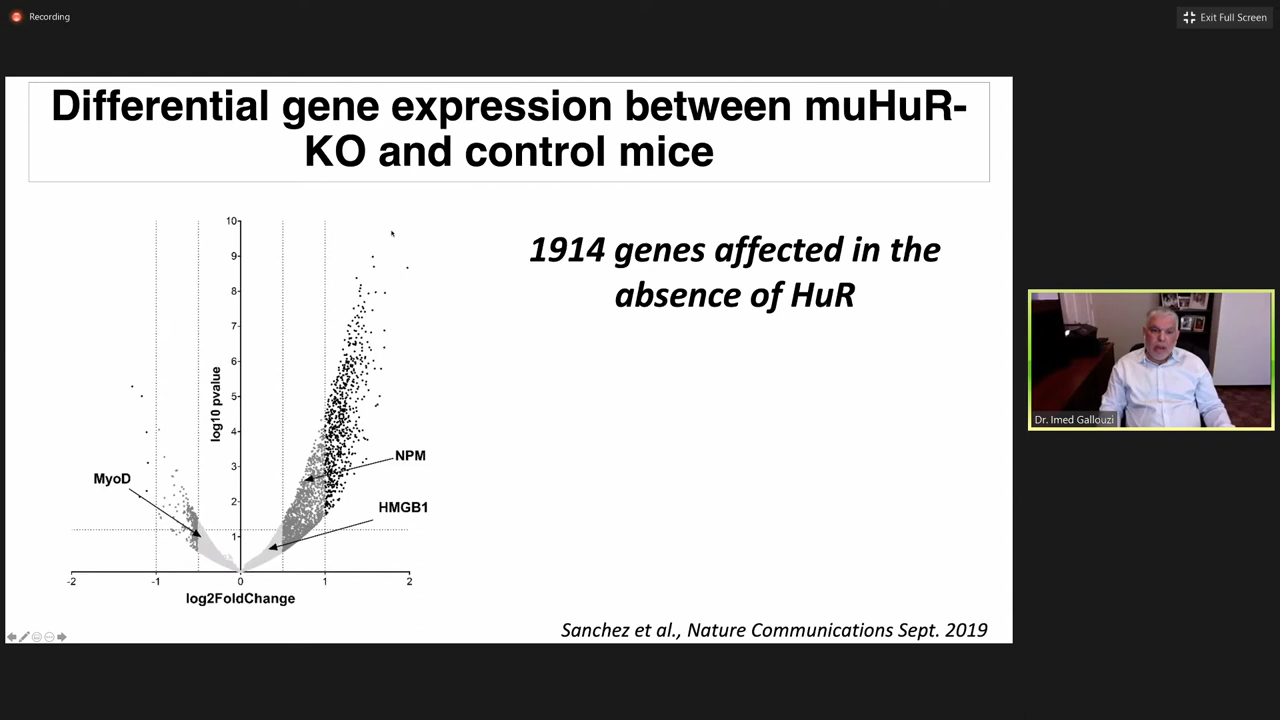 Recording
Exit Full Screen
Differential gene expression between muHuR-
KO and control mice
1914 genes affected in the
absence of HuR
10
9
8
7
6
5
4
3
2
1
log10 pvalue
MyoD
NPM
HMGB1
-2 -1 0 1 2
log2FoldChange
Sanchez et al., Nature Communications Sept. 2019
Dr. Imed Gallouzi